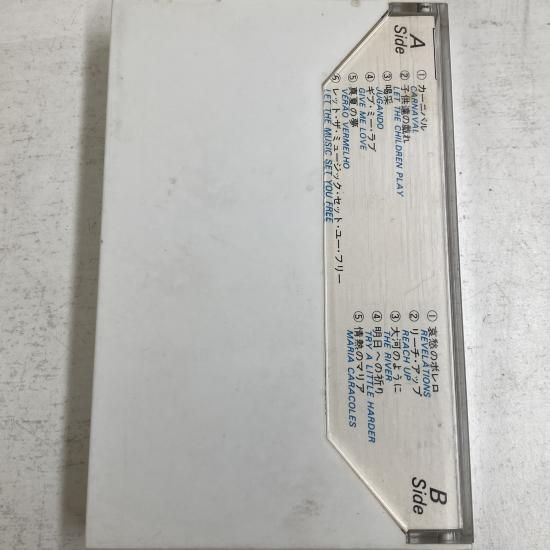 A
Side
①カーニバル
CARNAVAL
②子供達の戯れ
LET THE CHILDREN PLAY
③喝采
JUGANDO
④ギブ・ミー・ラブ
GIVE ME LOVE
⑤真夏の夢
VERÃO VERMELHO
⑥レット・ザ・ミュージック・セット・ユー・フリー
LET THE MUSIC SET YOU FREE
B
Side
①哀愁のボレロ
REVELATIONS
②リーチ・アップ
REACH UP
③大河のように
THE RIVER
④明日への祈り
TRY A LITTLE HARDER
⑤情熱のマリア
MARIA CARACOLES